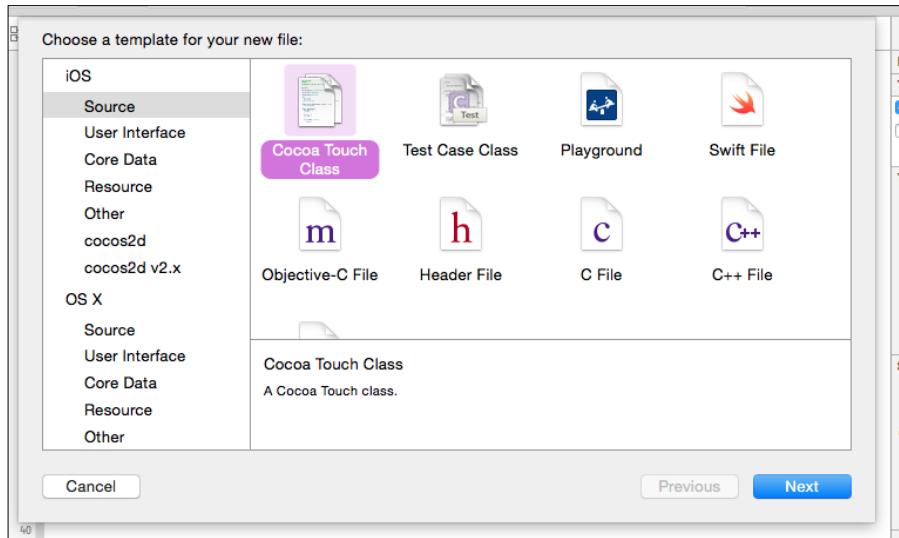 Choose a template for your new file:
iOS
Source
User Interface
Core Data
Resource
Other
cocos2d
cocos2d v2.x
OS X
Source
User Interface
Core Data
Resource
Other
Test
Cocoa Touch
Class
Test Case Class
Playground
Swift File
m
h
c
C++
Objective-C File
Header File
C File
C++ File
Cocoa Touch Class
A Cocoa Touch class.
Cancel
Previous
Next
40